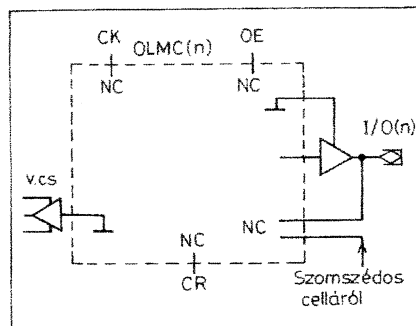 CK
OE
OLMC(n)
NC
NC
I/O(n)
v.cs
NC
NC
CR
Szomszédos
celláról